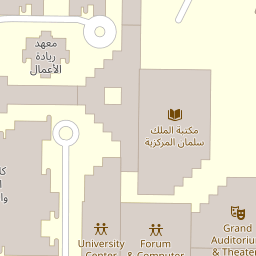 معهد
ريادة
الأعمال
مكتبة الملك
سلمان المركزية
University
Center
Forum
& Computer
Grand
Auditorium
& Theater